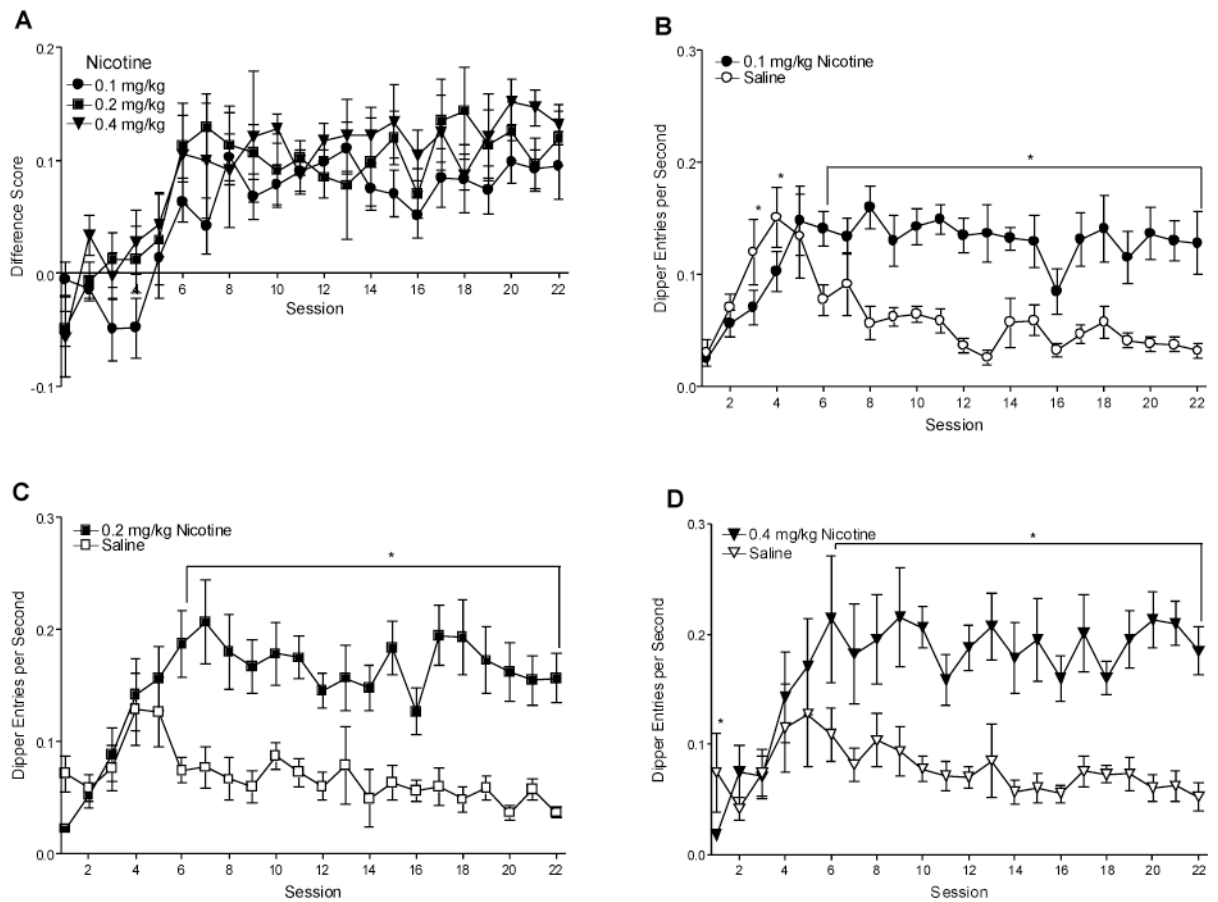 A
Nicotine
0.1 mg/kg
0.2 mg/kg
0.4 mg/kg
0.2
0.1
0.0
-0.1
Difference Score
2 4 6 8 10 12 14 16 18 20 22
Session
B
0.1 mg/kg Nicotine
Saline
0.3
0.2
0.1
0.0
Dipper Entries per Second
* * *
2 4 6 8 10 12 14 16 18 20 22
Session
C
0.2 mg/kg Nicotine
Saline
0.3
0.2
0.1
0.0
Dipper Entries per Second
*
2 4 6 8 10 12 14 16 18 20 22
Session
D
0.4 mg/kg Nicotine
Saline
0.3
0.2
0.1
0.0
Dipper Entries per Second
* *
2 4 6 8 10 12 14 16 18 20 22
Session